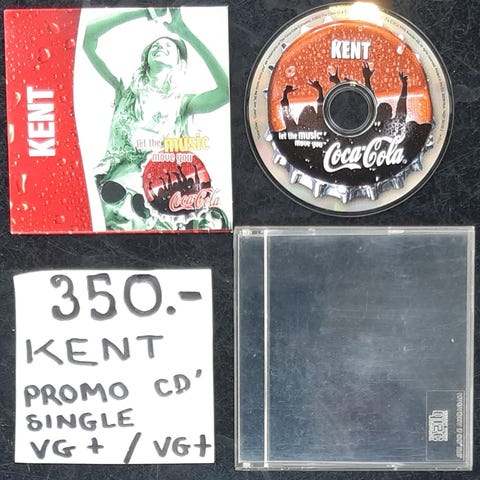 KENT
let the music
move you
Coca-Cola
KENT
let the music
move you
Coca-Cola
350.-
KENT
PROMO CD'
SINGLE
VG+ / VG+
disc